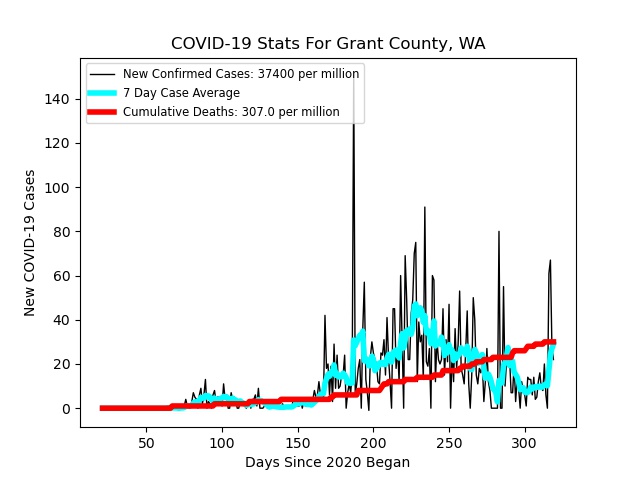 COVID-19 Stats For Grant County, WA
New Confirmed Cases: 37400 per million
7 Day Case Average
Cumulative Deaths: 307.0 per million
New COVID-19 Cases
140
120
100
80
60
40
20
0
50
100
150
200
250
300
Days Since 2020 Began